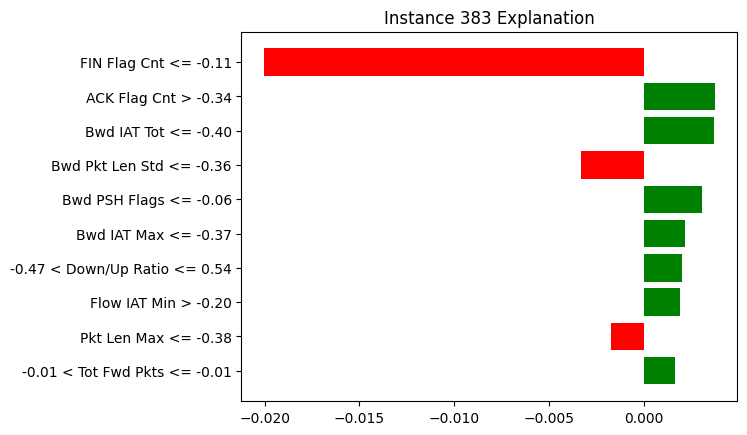 Instance 383 Explanation
FIN Flag Cnt <= -0.11
ACK Flag Cnt > -0.34
Bwd IAT Tot <= -0.40
Bwd Pkt Len Std <= -0.36
Bwd PSH Flags <= -0.06
Bwd IAT Max <= -0.37
-0.47 < Down/Up Ratio <= 0.54
Flow IAT Min > -0.20
Pkt Len Max <= -0.38
-0.01 < Tot Fwd Pkts <= -0.01
−0.020 −0.015 −0.010 −0.005 0.000